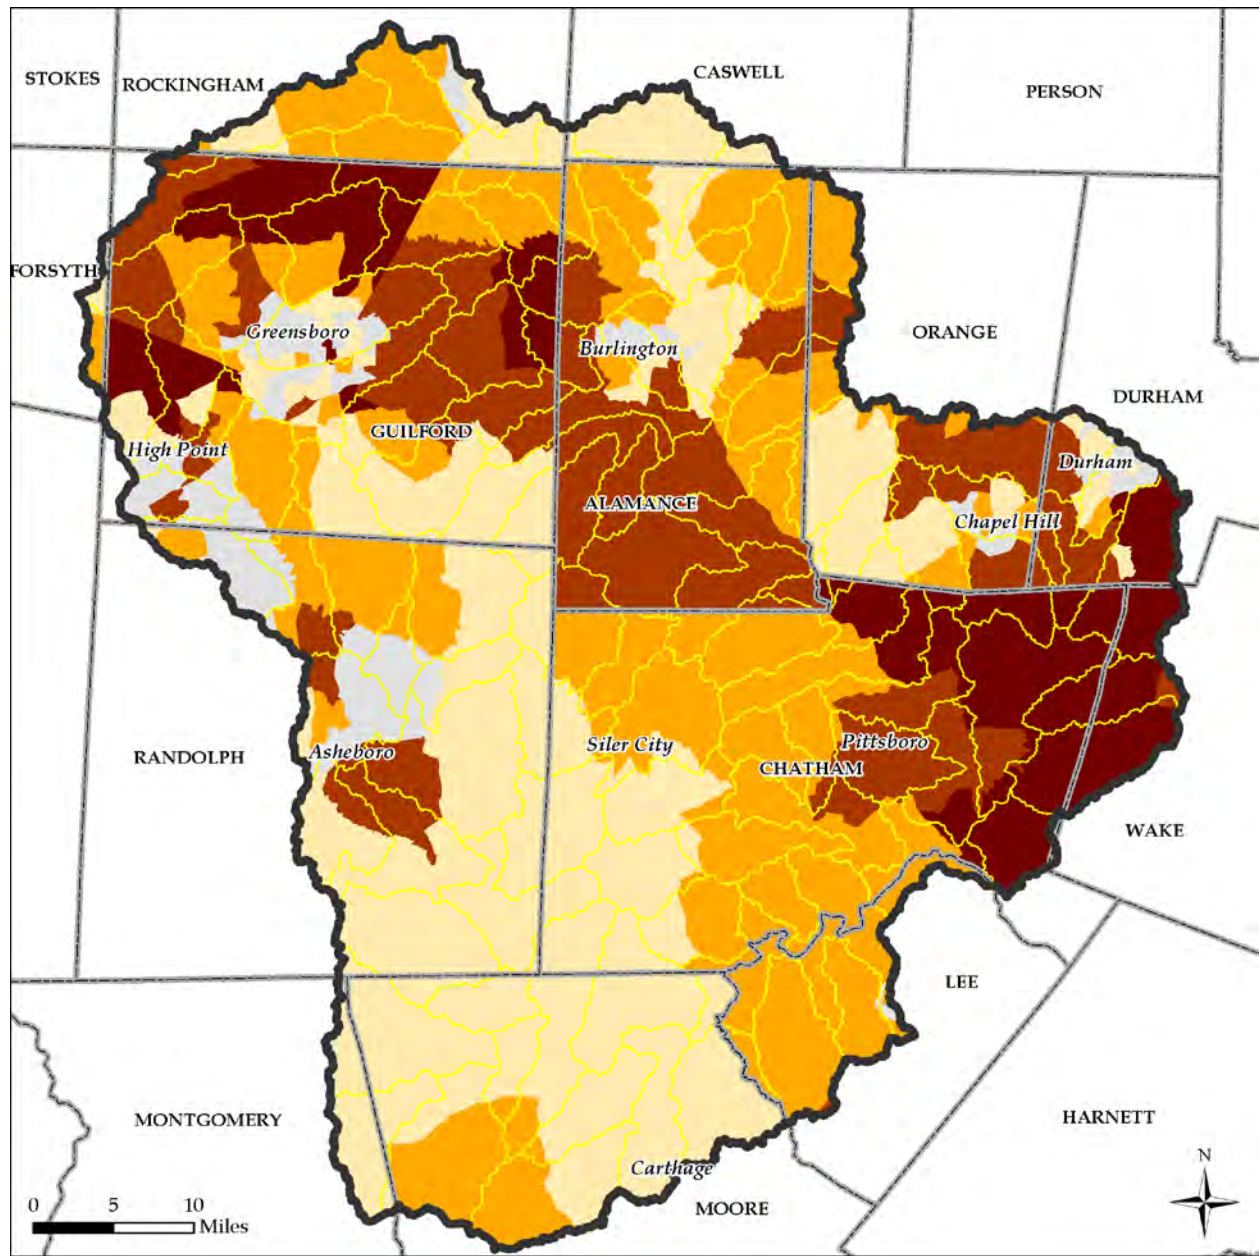 STOKES
ROCKINGHAM
CASWELL
PERSON
FORSYTH
Greensboro
Burlington
ORANGE
DURHAM
GUILFORD
High Point
Durham
ALAMANCE
Chapel Hill
RANDOLPH
Asheboro
Siler City
Pittsboro
CHATHAM
WAKE
LEE
MONTGOMERY
HARNETT
Carthage
MOORE
N
0 5 10
Miles